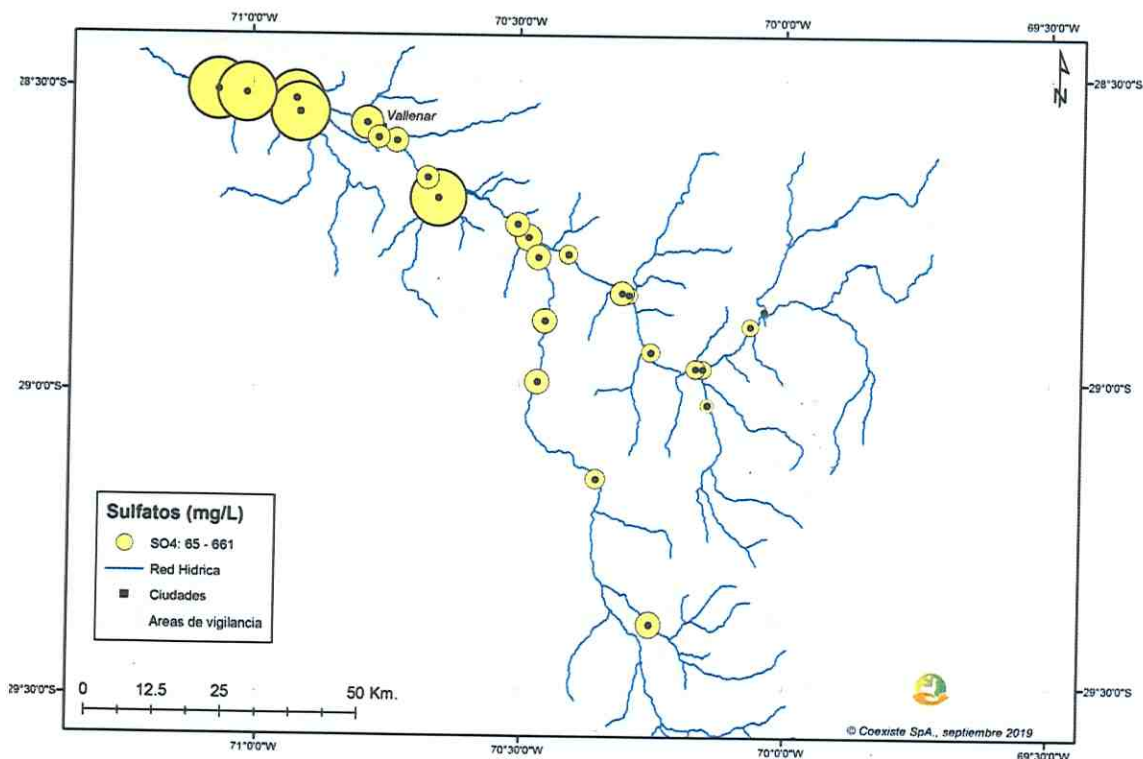 71°0'0"W 70°30'0"W 70°0'0"W 69°30'0"W
28°30'0"S 28°30'0"S
Vallenar
29°0'0"S 29°0'0"S
Sulfatos (mg/L)
SO4: 65 - 661
Red Hídrica
Ciudades
Areas de vigilancia
0 12.5 25 50 Km.
29°30'0"S 29°30'0"S
© Coexiste SpA., septiembre 2019
71°0'0"W 70°30'0"W 70°0'0"W 69°30'0"W